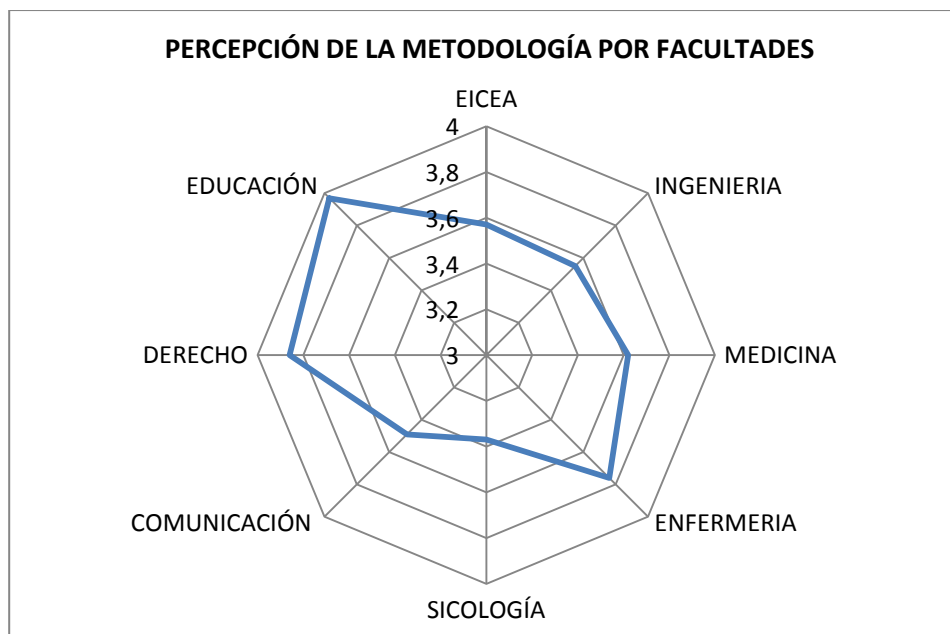 PERCEPCIÓN DE LA METODOLOGÍA POR FACULTADES
EICEA
4
3,8
3,6
3,4
3,2
3
INGENIERIA
MEDICINA
ENFERMERIA
SICOLOGÍA
COMUNICACIÓN
DERECHO
EDUCACIÓN